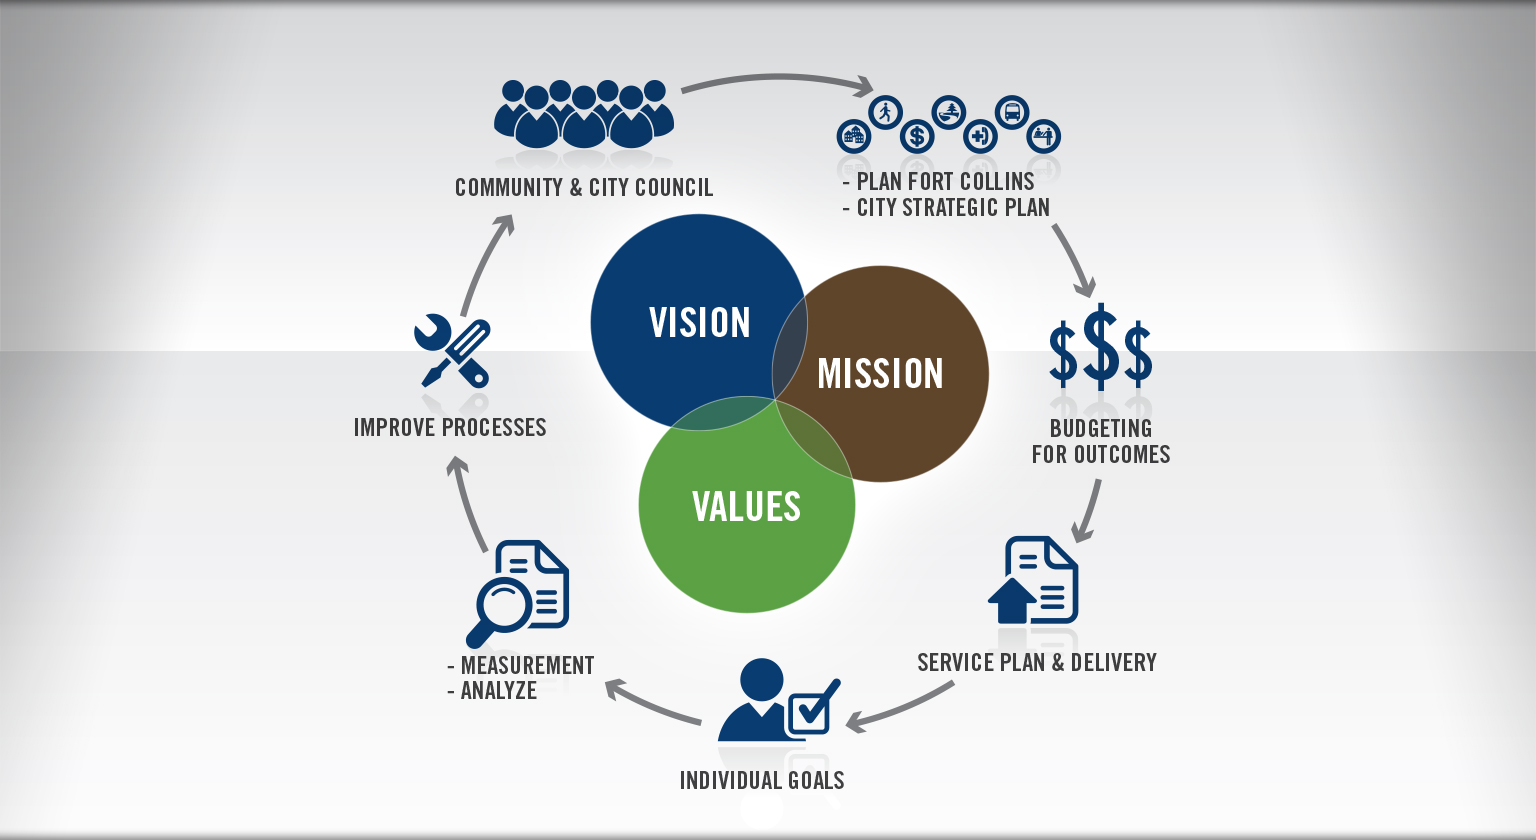 COMMUNITY & CITY COUNCIL
- PLAN FORT COLLINS
- CITY STRATEGIC PLAN
VISION
MISSION
VALUES
BUDGETING
FOR OUTCOMES
SERVICE PLAN & DELIVERY
INDIVIDUAL GOALS
- MEASUREMENT
- ANALYZE
IMPROVE PROCESSES